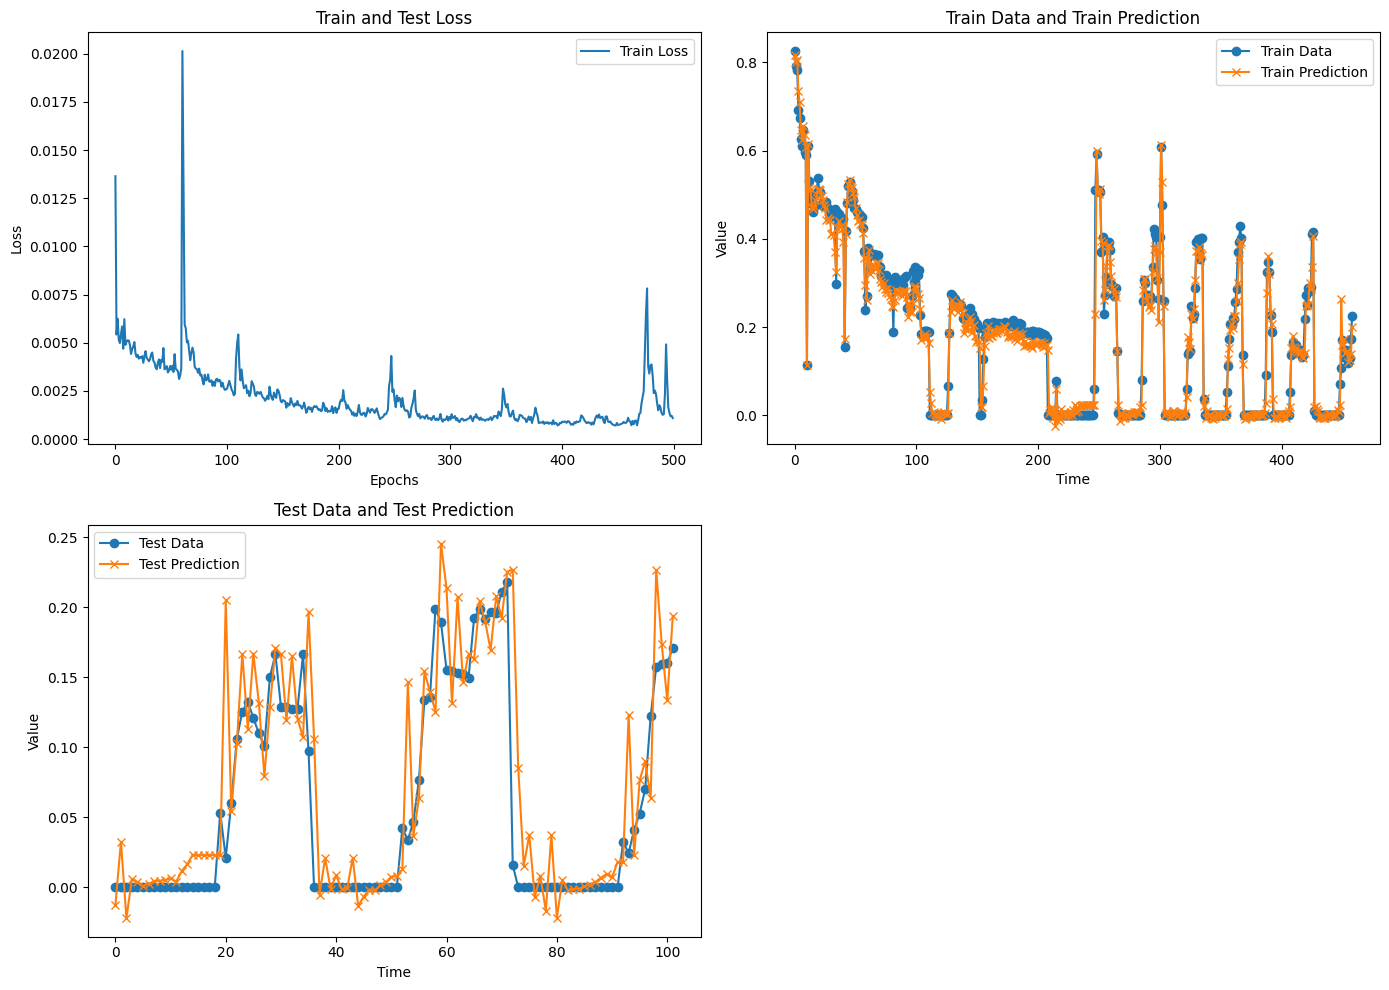 Train and Test Loss
Train Loss
0.0200
0.0175
0.0150
0.0125
0.0100
0.0075
0.0050
0.0025
0.0000
Loss
0 100 200 300 400 500
Epochs
Train Data and Train Prediction
Train Data
Train Prediction
0.8
0.6
0.4
0.2
0.0
Value
0 100 200 300 400
Time
Test Data and Test Prediction
Test Data
Test Prediction
0.25
0.20
0.15
0.10
0.05
0.00
Value
0 20 40 60 80 100
Time